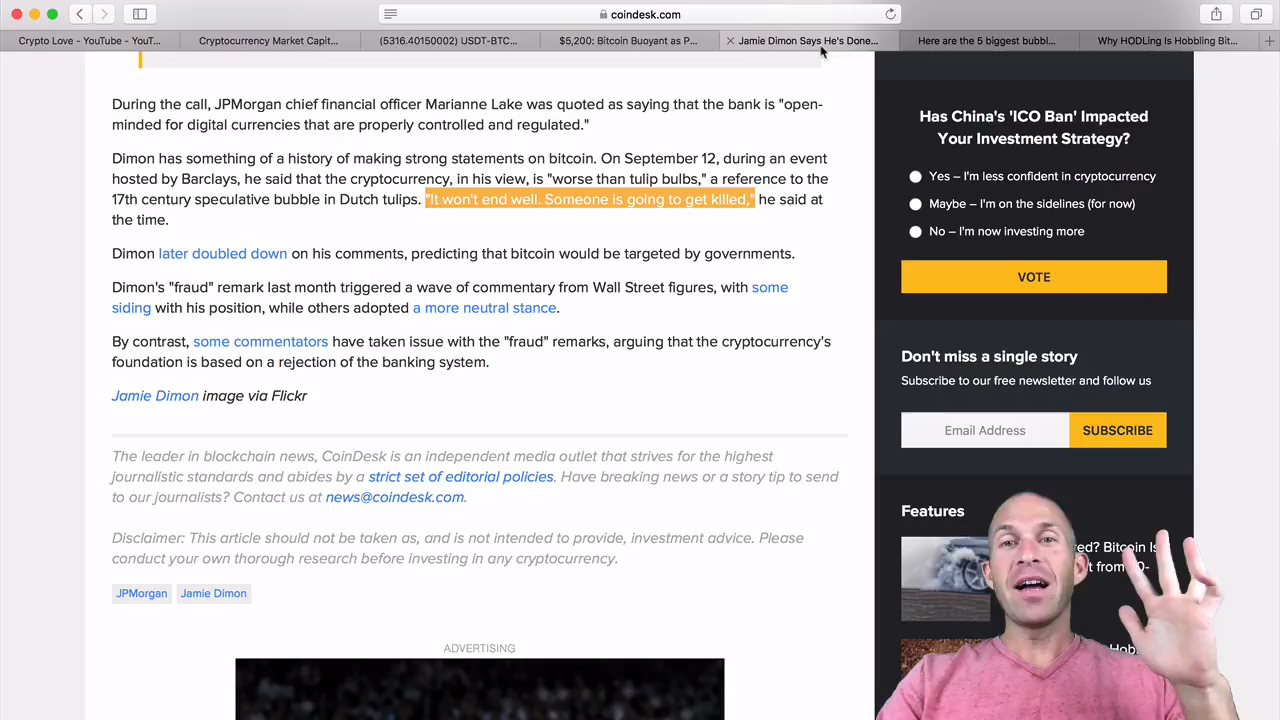 coindesk.com
Crypto Love - YouTube - YouT...
Cryptocurrency Market Capit...
(5316.40150002) USDT-BTC...
$5,200: Bitcoin Buoyant as P...
Jamie Dimon Says He's Done...
Here are the 5 biggest bubbl...
Why HODLing Is Hobbling Bit...
During the call, JPMorgan chief financial officer Marianne Lake was quoted as saying that the bank is "open-
minded for digital currencies that are properly controlled and regulated."
Dimon has something of a history of making strong statements on bitcoin. On September 12, during an event
hosted by Barclays, he said that the cryptocurrency, in his view, is "worse than tulip bulbs," a reference to the
17th century speculative bubble in Dutch tulips. "It won't end well. Someone is going to get killed," he said at
the time.
Dimon later doubled down on his comments, predicting that bitcoin would be targeted by governments.
Dimon's "fraud" remark last month triggered a wave of commentary from Wall Street figures, with some
siding with his position, while others adopted a more neutral stance.
By contrast, some commentators have taken issue with the "fraud" remarks, arguing that the cryptocurrency's
foundation is based on a rejection of the banking system.
Jamie Dimon image via Flickr
The leader in blockchain news, CoinDesk is an independent media outlet that strives for the highest
journalistic standards and abides by a strict set of editorial policies. Have breaking news or a story tip to send
to our journalists? Contact us at news@coindesk.com.
Disclaimer: This article should not be taken as, and is not intended to provide, investment advice. Please
conduct your own thorough research before investing in any cryptocurrency.
JPMorgan
Jamie Dimon
ADVERTISING
Has China's 'ICO Ban' Impacted
Your Investment Strategy?
Yes – I'm less confident in cryptocurrency
Maybe – I'm on the sidelines (for now)
No – I'm now investing more
VOTE
Don't miss a single story
Subscribe to our free newsletter and follow us
Email Address
SUBSCRIBE
Features
Bitcoin Is
from